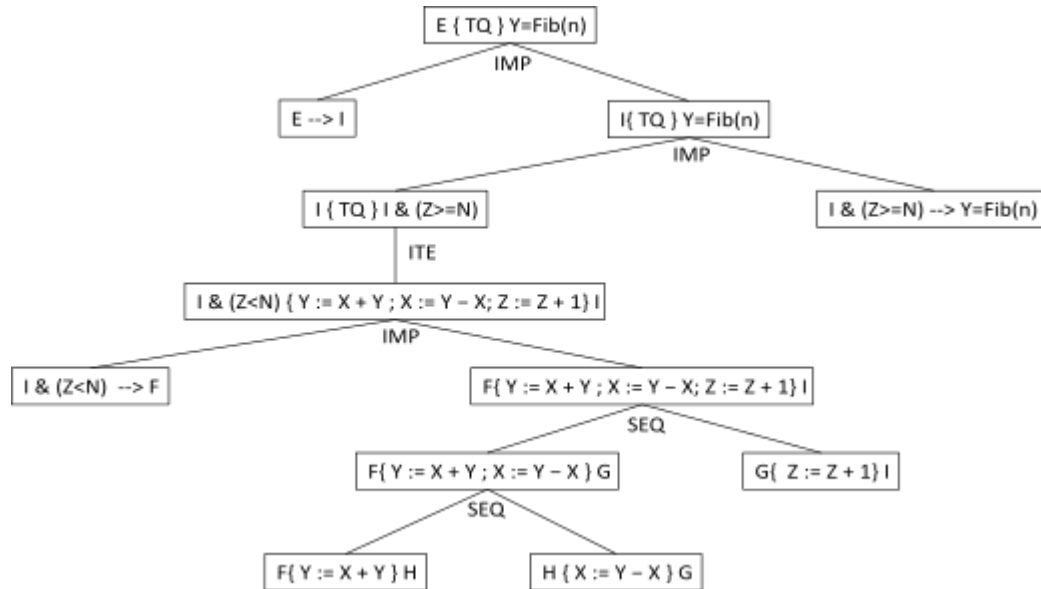 E { TQ } Y=Fib(n)
IMP
E --> I
I{ TQ } Y=Fib(n)
IMP
I { TQ } I & (Z>=N)
I & (Z>=N) --> Y=Fib(n)
ITE
I & (Z<N) { Y := X + Y ; X := Y – X; Z := Z + 1} I
IMP
I & (Z<N) --> F
F{ Y := X + Y ; X := Y – X; Z := Z + 1} I
SEQ
F{ Y := X + Y ; X := Y – X } G
G{ Z := Z + 1} I
SEQ
F{ Y := X + Y } H
H { X := Y – X } G